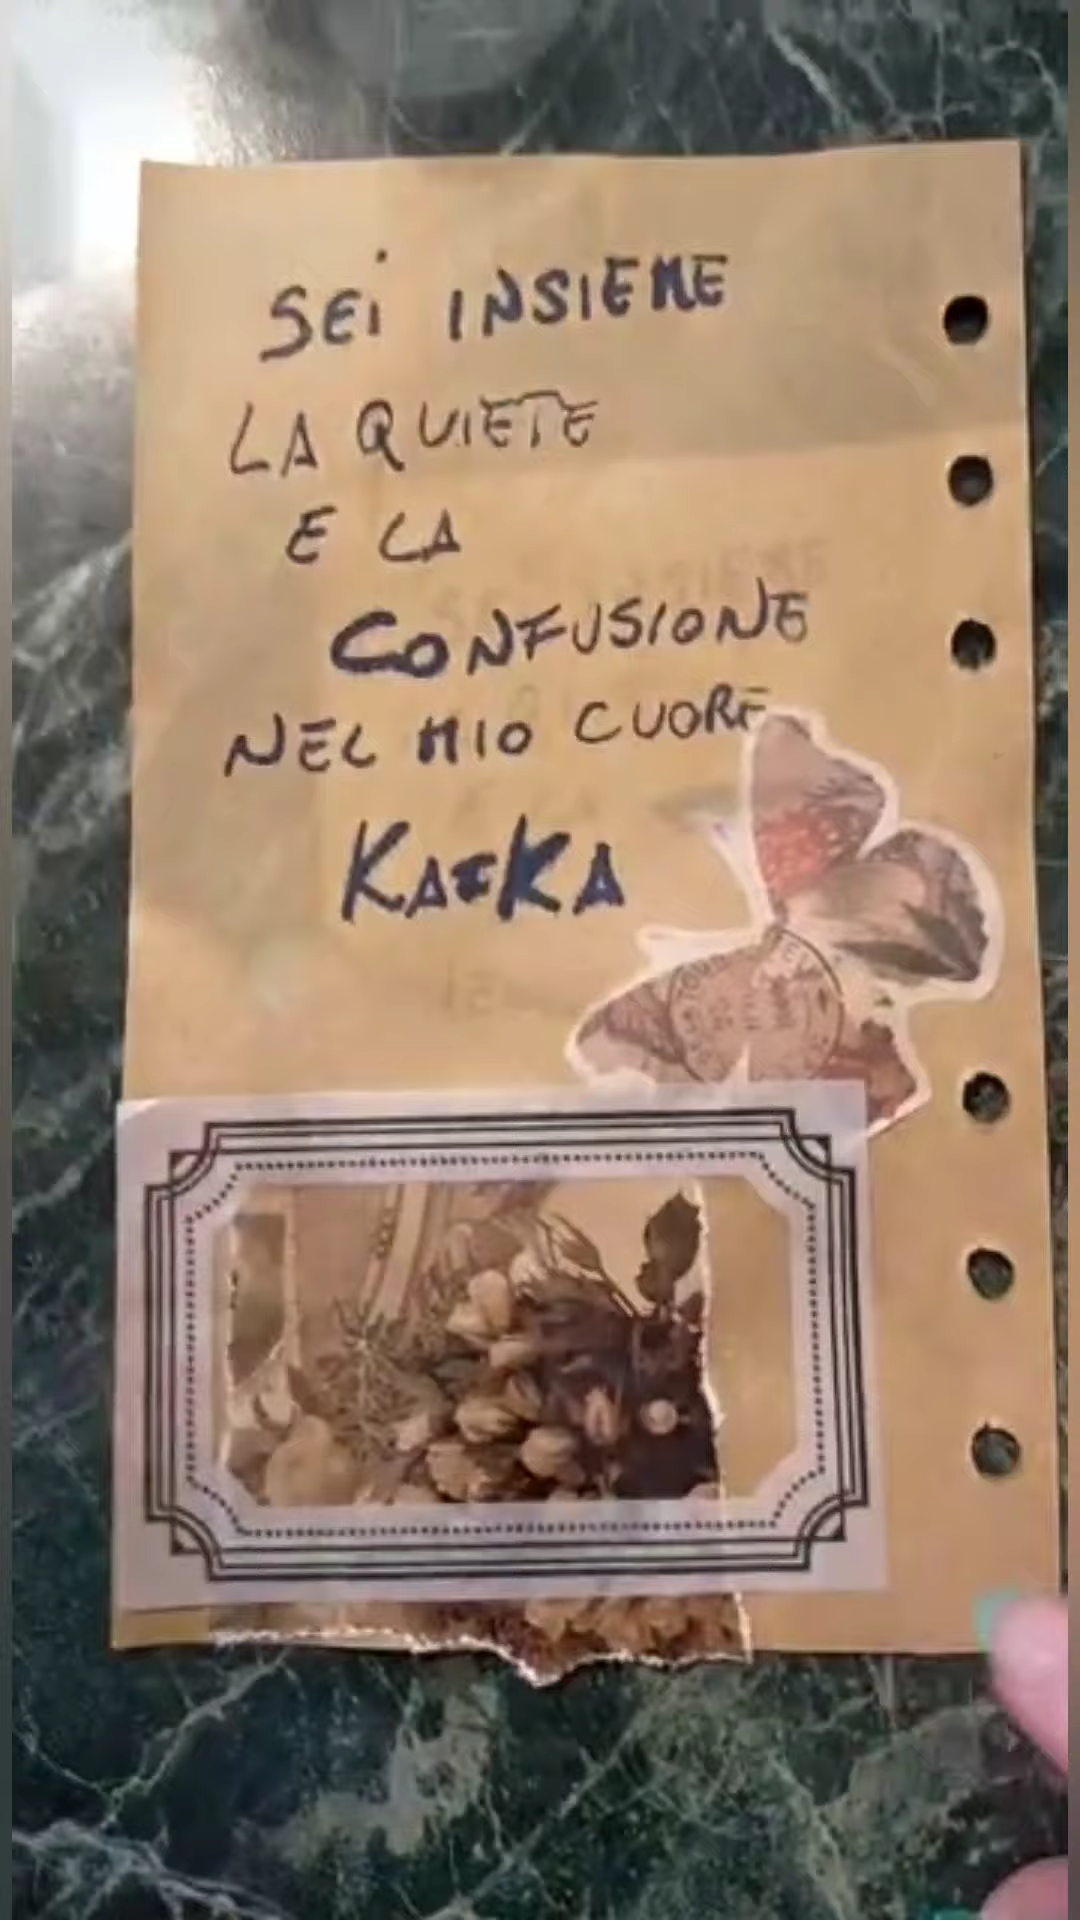 SEI INSIEME
LA QUIETE
E LA
CONFUSIONE
NEL MIO CUORE
KAFKA